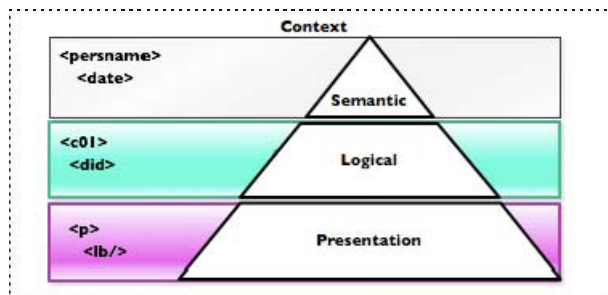 Context
<persname>
<date>
Semantic
<c01>
<did>
Logical
<p>
<lb/>
Presentation